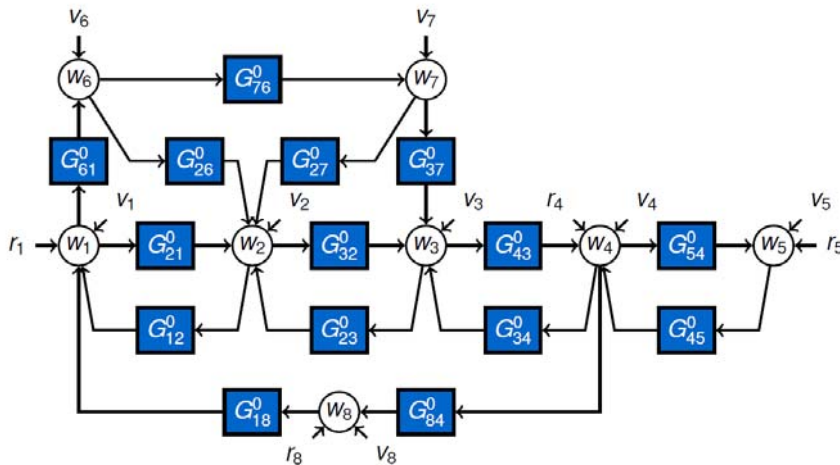 v6 v7
w6 G⁰76 w7
G⁰61 G⁰26 G⁰27 G⁰37
v1 v2 v3 r4 v4 v5
r1 w1 G⁰21 w2 G⁰32 w3 G⁰43 w4 G⁰54 w5 r5
G⁰12 G⁰23 G⁰34 G⁰45
G⁰18 w8 G⁰84
r8 v8